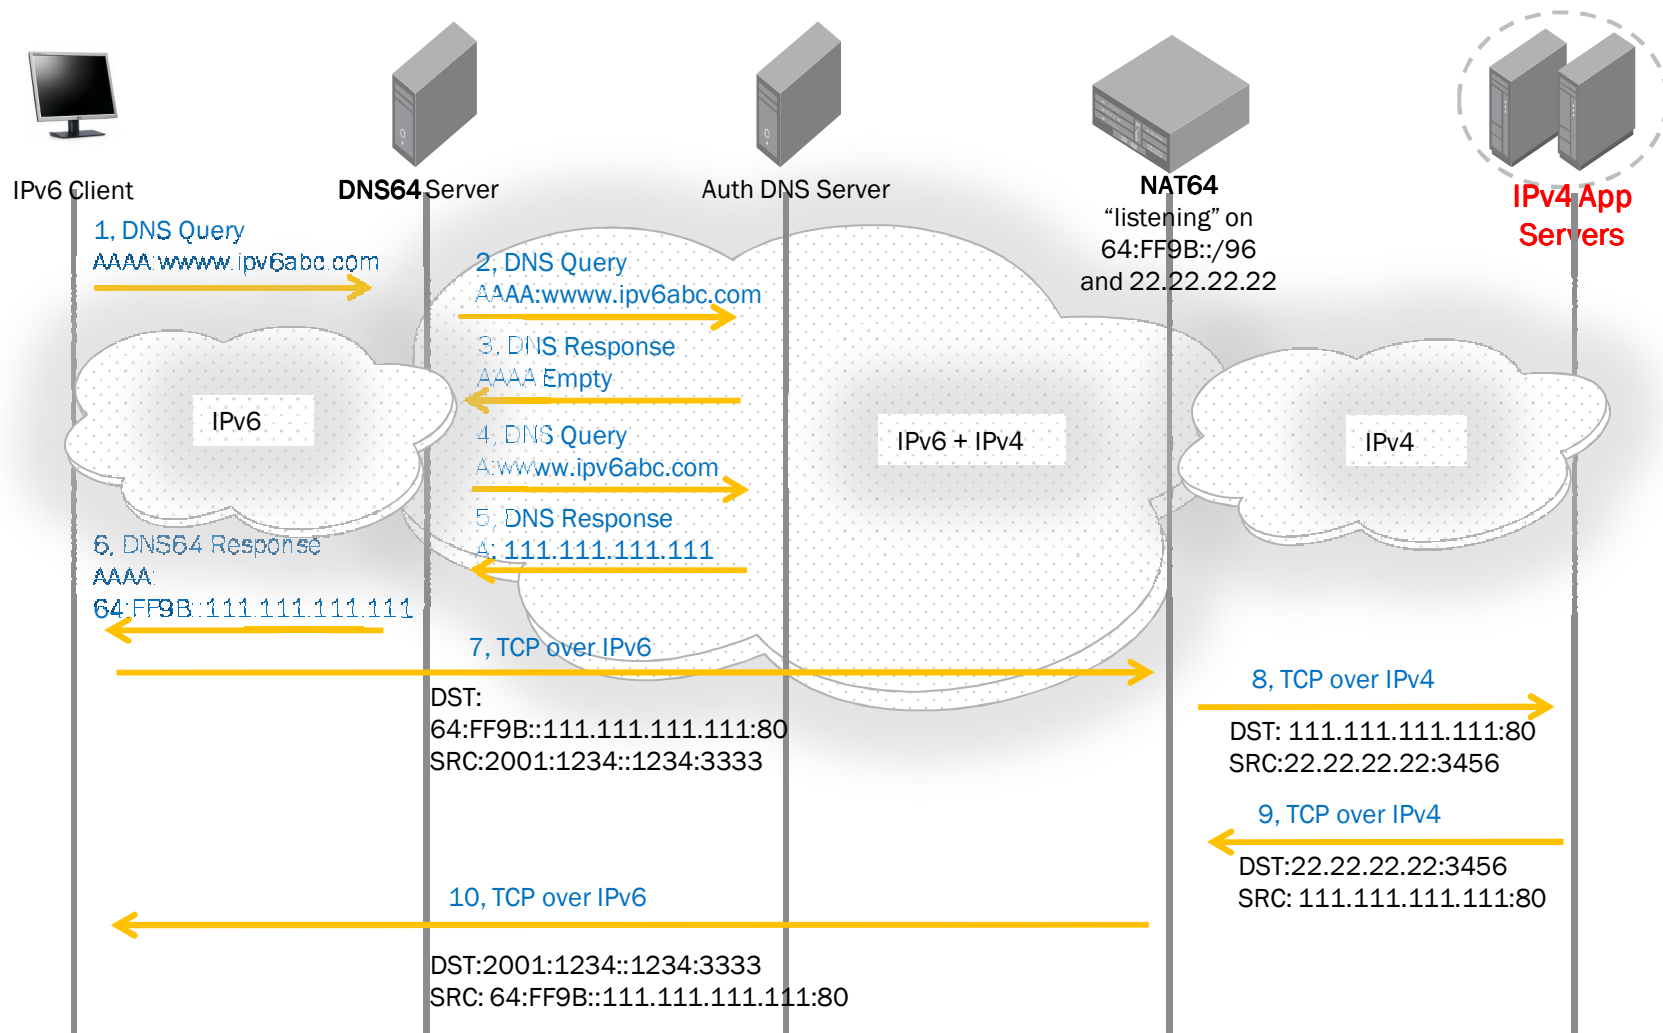 IPv6 Client
DNS64 Server
Auth DNS Server
NAT64
“listening” on
64:FF9B::/96
and 22.22.22.22
IPv4 App
Servers
1, DNS Query
AAAA:wwww.ipv6abc.com
2, DNS Query
AAAA:wwww.ipv6abc.com
3, DNS Response
AAAA Empty
4, DNS Query
A:wwww.ipv6abc.com
5, DNS Response
A: 111.111.111.111
IPv6
IPv6 + IPv4
IPv4
6, DNS64 Response
AAAA:
64:FF9B::111.111.111.111
7, TCP over IPv6
DST:
64:FF9B::111.111.111.111:80
SRC:2001:1234::1234:3333
8, TCP over IPv4
DST: 111.111.111.111:80
SRC:22.22.22.22:3456
9, TCP over IPv4
DST:22.22.22.22:3456
SRC: 111.111.111.111:80
10, TCP over IPv6
DST:2001:1234::1234:3333
SRC: 64:FF9B::111.111.111.111:80